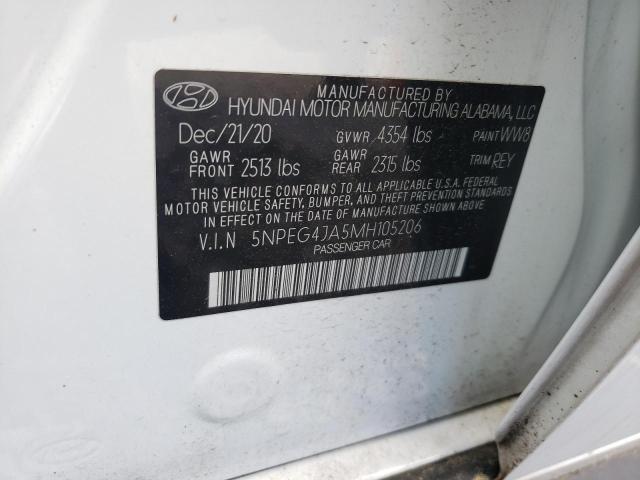 MANUFACTURED BY
HYUNDAI MOTOR MANUFACTURING ALABAMA, LLC
Dec/21/20 GVWR 4354 lbs PAINT WW8
GAWR FRONT 2513 lbs GAWR REAR 2315 lbs TRIM REY
THIS VEHICLE CONFORMS TO ALL APPLICABLE U.S.A. FEDERAL
MOTOR VEHICLE SAFETY, BUMPER, AND THEFT PREVENTION STANDARDS
IN EFFECT ON THE DATE OF MANUFACTURE SHOWN ABOVE.
V.I.N 5NPEG4JA5MH105206
PASSENGER CAR